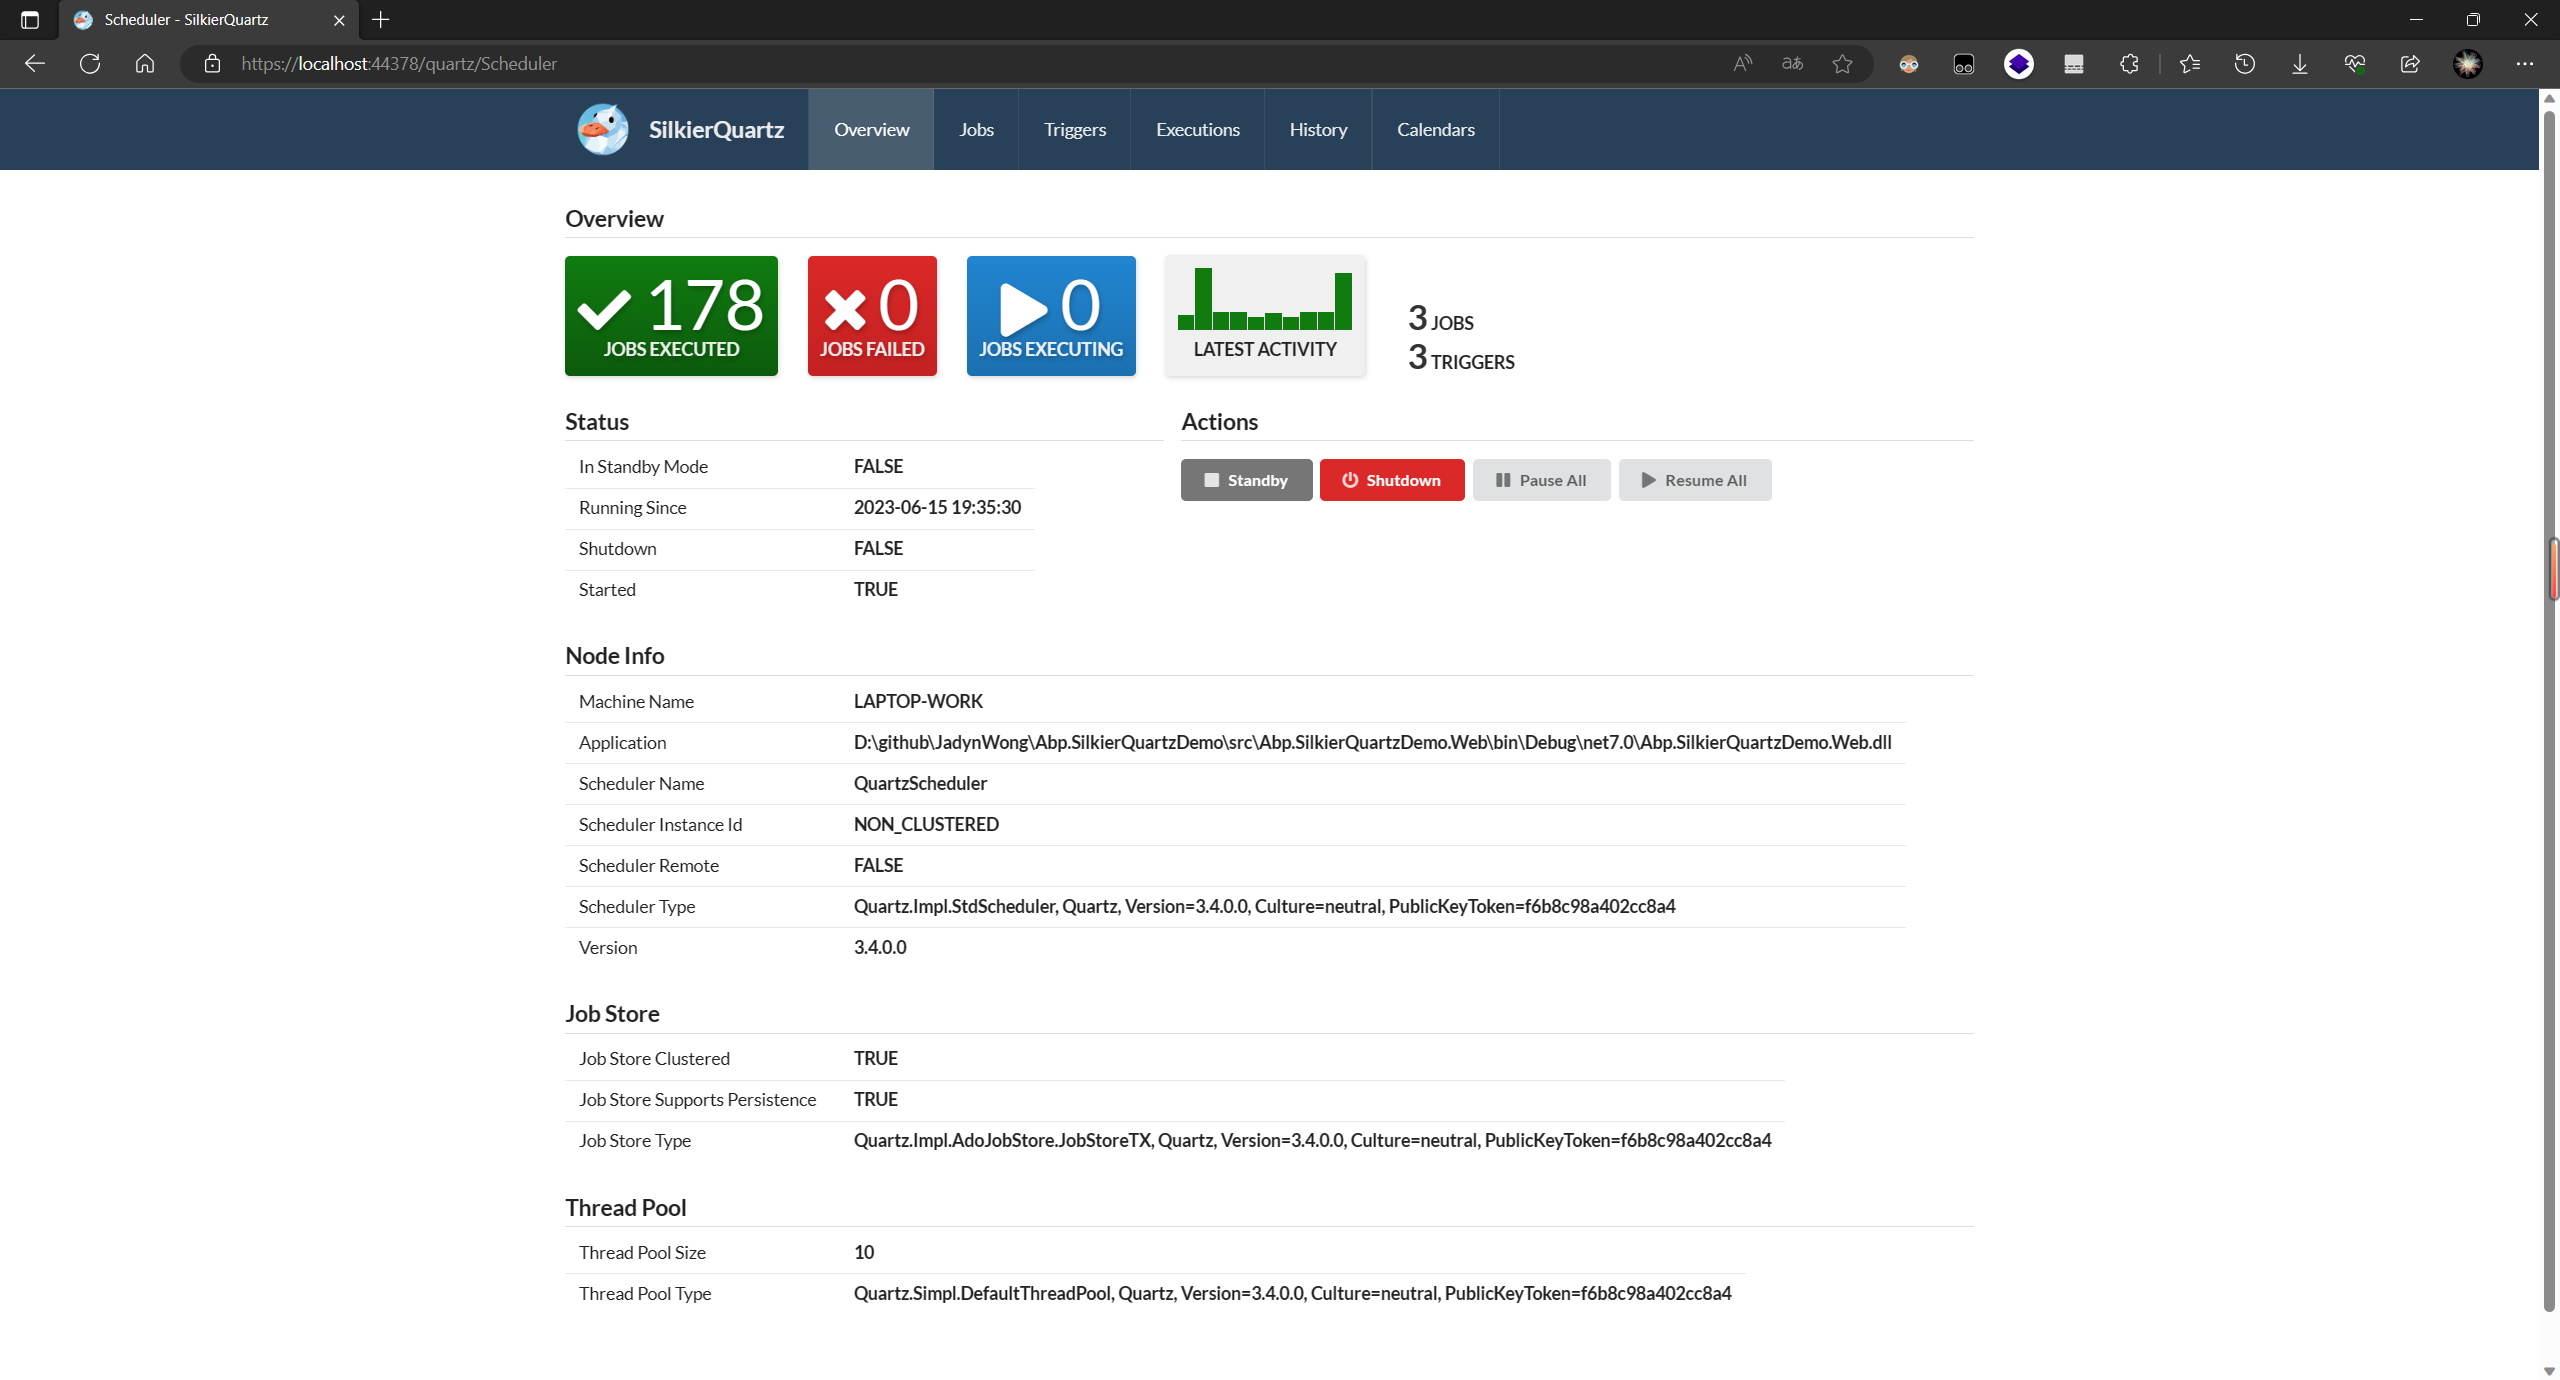 Scheduler - SilkierQuartz
https://localhost:44378/quartz/Scheduler
SilkierQuartz Overview Jobs Triggers Executions History Calendars
Overview
178
JOBS EXECUTED
0
JOBS FAILED
0
JOBS EXECUTING
LATEST ACTIVITY
3 JOBS
3 TRIGGERS
Status
In Standby Mode FALSE
Running Since 2023-06-15 19:35:30
Shutdown FALSE
Started TRUE
Actions
Standby Shutdown Pause All Resume All
Node Info
Machine Name LAPTOP-WORK
Application D:\github\JadynWong\Abp.SilkierQuartzDemo\src\Abp.SilkierQuartzDemo.Web\bin\Debug\net7.0\Abp.SilkierQuartzDemo.Web.dll
Scheduler Name QuartzScheduler
Scheduler Instance Id NON_CLUSTERED
Scheduler Remote FALSE
Scheduler Type Quartz.Impl.StdScheduler, Quartz, Version=3.4.0.0, Culture=neutral, PublicKeyToken=f6b8c98a402cc8a4
Version 3.4.0.0
Job Store
Job Store Clustered TRUE
Job Store Supports Persistence TRUE
Job Store Type Quartz.Impl.AdoJobStore.JobStoreTX, Quartz, Version=3.4.0.0, Culture=neutral, PublicKeyToken=f6b8c98a402cc8a4
Thread Pool
Thread Pool Size 10
Thread Pool Type Quartz.Simpl.DefaultThreadPool, Quartz, Version=3.4.0.0, Culture=neutral, PublicKeyToken=f6b8c98a402cc8a4